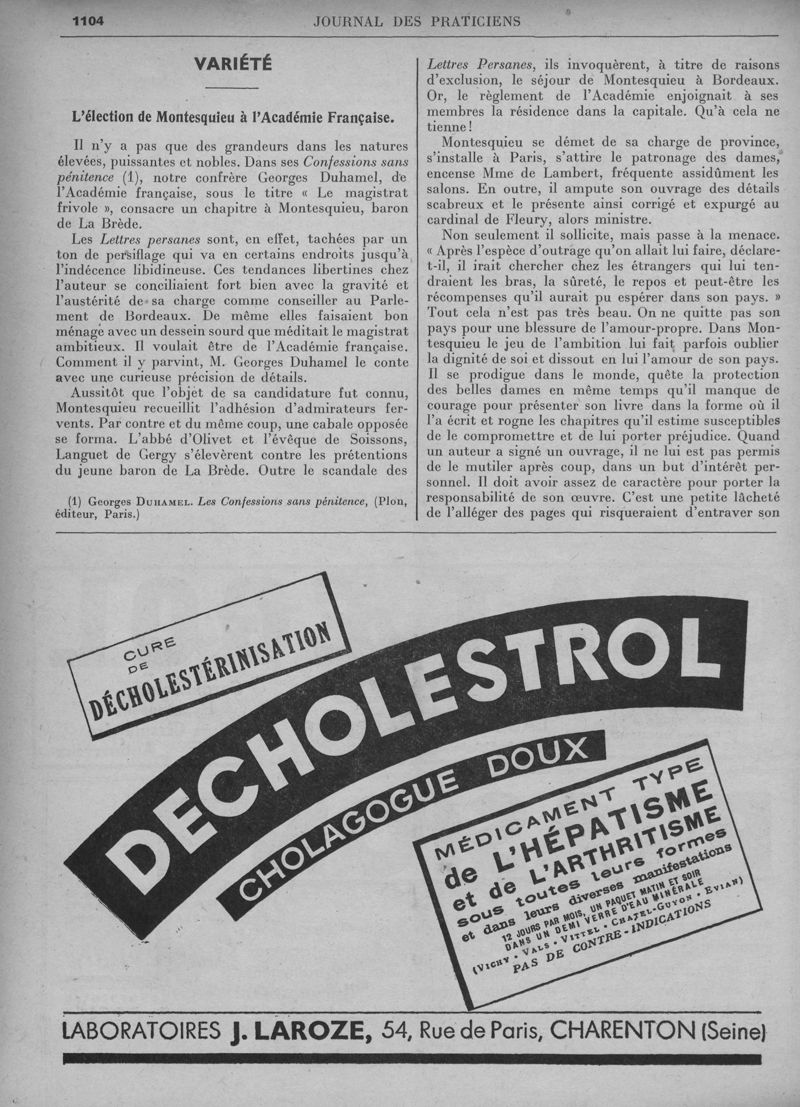 1104
JOURNAL DES PRATICIENS
VARIÉTÉ
L'élection de Montesquieu à l'Académie Française.
Il n'y a pas que des grandeurs dans les natures
élevées, puissantes et nobles. Dans ses Confessions sans
pénitence (1), notre confrère Georges Duhamel, de
l'Académie française, sous le titre « Le magistrat
frivole », consacre un chapitre à Montesquieu, baron
de La Brède.
Les Lettres persanes sont, en effet, tachées par un
ton de persiflage qui va en certains endroits jusqu'à
l'indécence libidineuse. Ces tendances libertines chez
l'auteur se conciliaient fort bien avec la gravité et
l'austérité de sa charge comme conseiller au Parle-
ment de Bordeaux. De même elles faisaient bon
ménage avec un dessein sourd que méditait le magistrat
ambitieux. Il voulait être de l'Académie française.
Comment il y parvint, M. Georges Duhamel le conte
avec une curieuse précision de détails.
Aussitôt que l'objet de sa candidature fut connu,
Montesquieu recueillit l'adhésion d'admirateurs fer-
vents. Par contre et du même coup, une cabale opposée
se forma. L'abbé d'Olivet et l'évêque de Soissons,
Languet de Gergy s'élevèrent contre les prétentions
du jeune baron de La Brède. Outre le scandale des
(1) Georges DUHAMEL. Les Confessions sans pénitence, (Plon,
éditeur, Paris.)
Lettres Persanes, ils invoquèrent, à titre de raisons
d'exclusion, le séjour de Montesquieu à Bordeaux.
Or, le règlement de l'Académie enjoignait à ses
membres la résidence dans la capitale. Qu'à cela ne
tienne !
Montesquieu se démet de sa charge de province,
s'installe à Paris, s'attire le patronage des dames,
encense Mme de Lambert, fréquente assidûment les
salons. En outre, il ampute son ouvrage des détails
scabreux et le présente ainsi corrigé et expurgé au
cardinal de Fleury, alors ministre.
Non seulement il sollicite, mais passe à la menace.
« Après l'espèce d'outrage qu'on allait lui faire, déclare-
t-il, il irait chercher chez les étrangers qui lui ten-
draient les bras, la sûreté, le repos et peut-être les
récompenses qu'il aurait pu espérer dans son pays. »
Tout cela n'est pas très beau. On ne quitte pas son
pays pour une blessure de l'amour-propre. Dans Mon-
tesquieu le jeu de l'ambition lui fait parfois oublier
la dignité de soi et dissout en lui l'amour de son pays.
Il se prodigue dans le monde, quête la protection
des belles dames en même temps qu'il manque de
courage pour présenter son livre dans la forme où il
l'a écrit et rogne les chapitres qu'il estime susceptibles
de le compromettre et de lui porter préjudice. Quand
un auteur a signé un ouvrage, il ne lui est pas permis
de le mutiler après coup, dans un but d'intérêt per-
sonnel. Il doit avoir assez de caractère pour porter la
responsabilité de son œuvre. C'est une petite lâcheté
de l'alléger des pages qui risqueraient d'entraver son
CURE
DE
DÉCHOLESTÉRINISATION
DECHOLESTROL
CHOLAGOGUE DOUX
MÉDICAMENT TYPE
de L'HÉPATISME
et de L'ARTHRITISME
sous toutes leurs formes
et dans leurs diverses manifestations
12 JOURS PAR MOIS, UN PAQUET MATIN ET SOIR
DANS UN DEMI VERRE D'EAU MINÉRALE
(VICHY - VALS - VITTEL - CHATEL-GUYON - EVIAN)
PAS DE CONTRE-INDICATIONS
LABORATOIRES J. LAROZE, 54, Rue de Paris, CHARENTON (Seine)